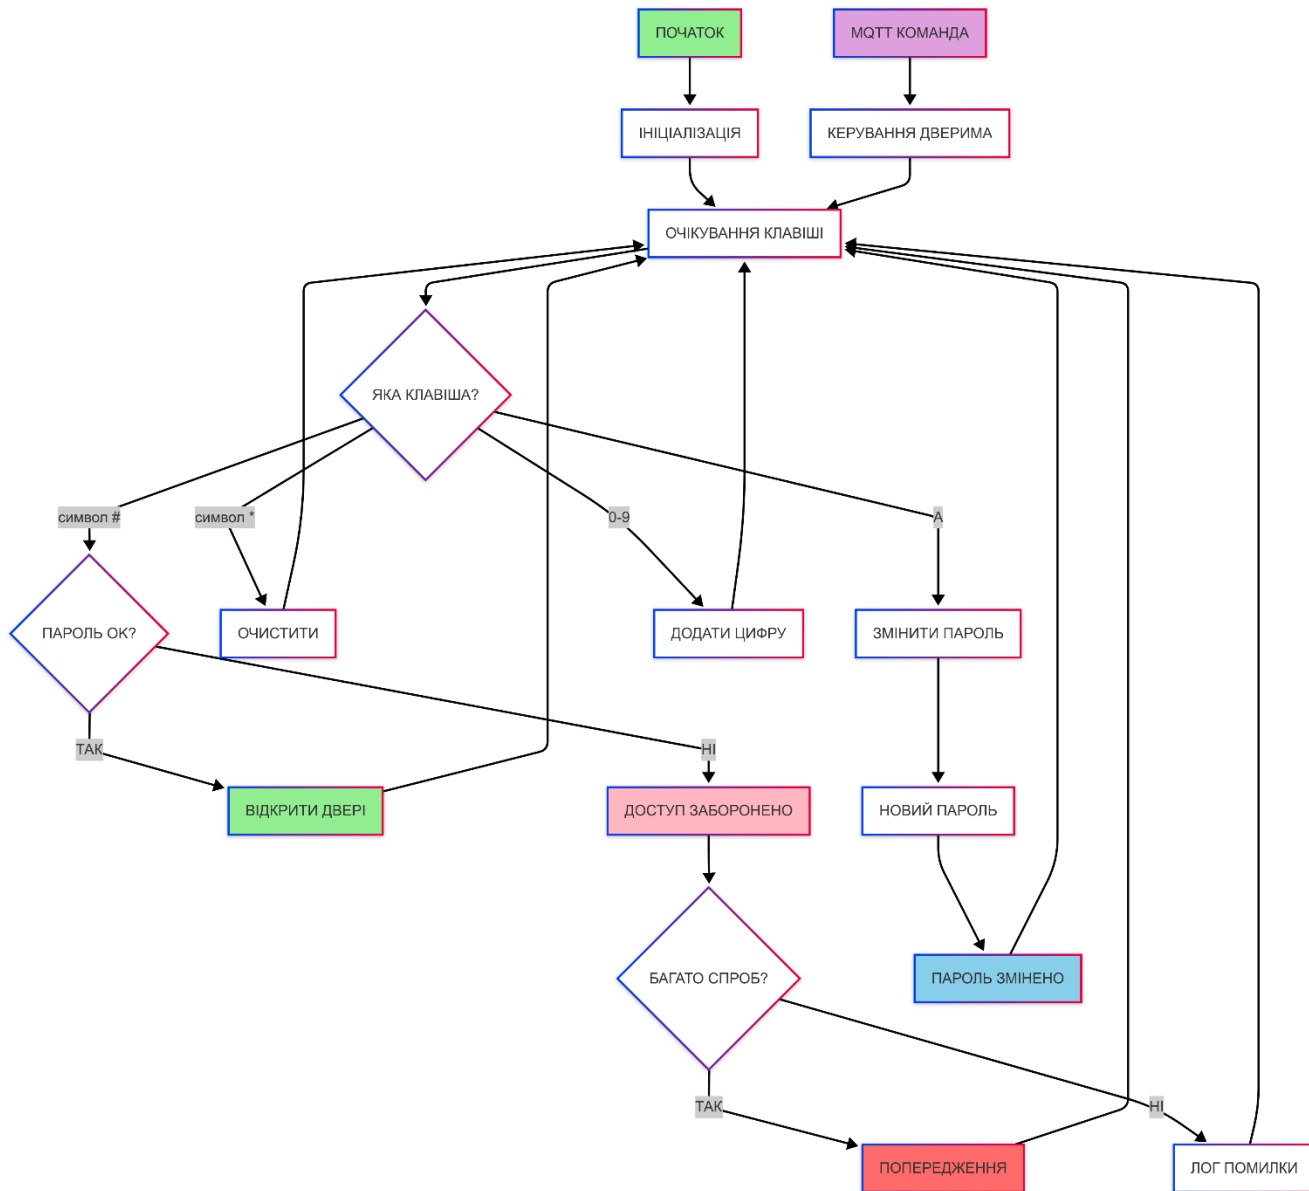 ПОЧАТОК
MQTT КОМАНДА
ІНІЦІАЛІЗАЦІЯ
КЕРУВАННЯ ДВЕРИМА
ОЧІКУВАННЯ КЛАВІШІ
ЯКА КЛАВІША?
символ #
символ *
0-9
A
ПАРОЛЬ ОК?
ОЧИСТИТИ
ДОДАТИ ЦИФРУ
ЗМІНИТИ ПАРОЛЬ
ТАК
НІ
ВІДКРИТИ ДВЕРІ
ДОСТУП ЗАБОРОНЕНО
НОВИЙ ПАРОЛЬ
БАГАТО СПРОБ?
ПАРОЛЬ ЗМІНЕНО
ТАК
НІ
ПОПЕРЕДЖЕННЯ
ЛОГ ПОМИЛКИ